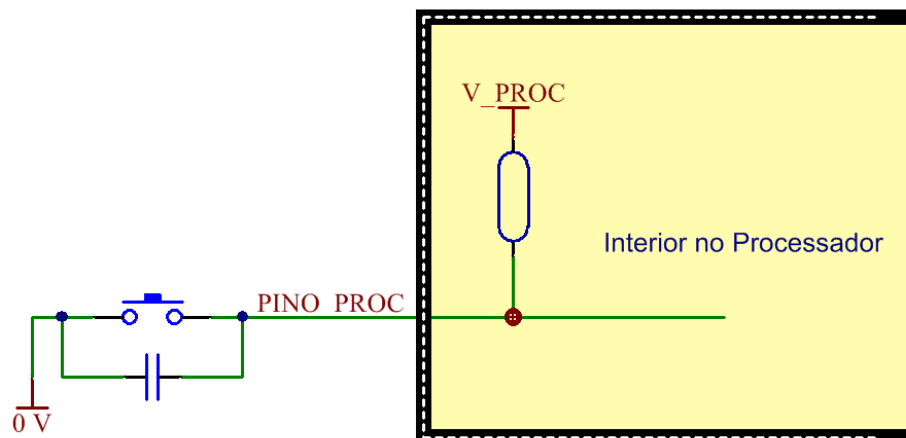 V_PROC
Interior no Processador
PINO_PROC
0 V